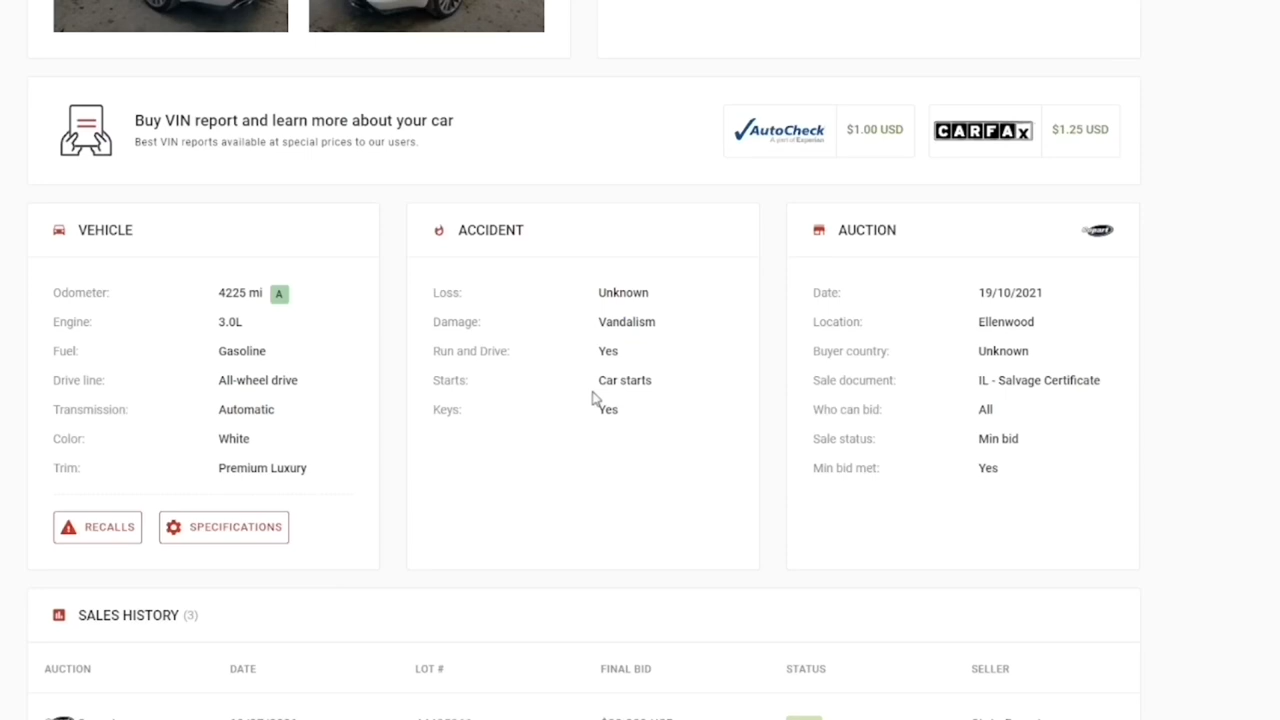 Buy VIN report and learn more about your car
Best VIN reports available at special prices to our users.
AutoCheck
A part of Experian
$1.00 USD
CARFAX
$1.25 USD
VEHICLE
Odometer: 4225 mi A
Engine: 3.0L
Fuel: Gasoline
Drive line: All-wheel drive
Transmission: Automatic
Color: White
Trim: Premium Luxury
RECALLS
SPECIFICATIONS
ACCIDENT
Loss: Unknown
Damage: Vandalism
Run and Drive: Yes
Starts: Car starts
Keys: Yes
AUCTION
Date: 19/10/2021
Location: Ellenwood
Buyer country: Unknown
Sale document: IL - Salvage Certificate
Who can bid: All
Sale status: Min bid
Min bid met: Yes
SALES HISTORY (3)
AUCTION DATE LOT # FINAL BID STATUS SELLER